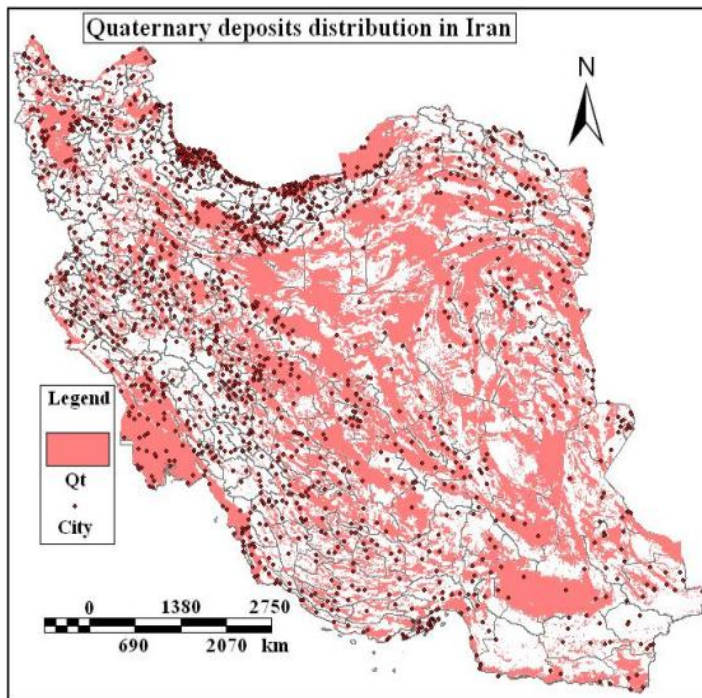 Quaternary deposits distribution in Iran
N
Legend
Qt
City
0 1380 2750
690 2070 km